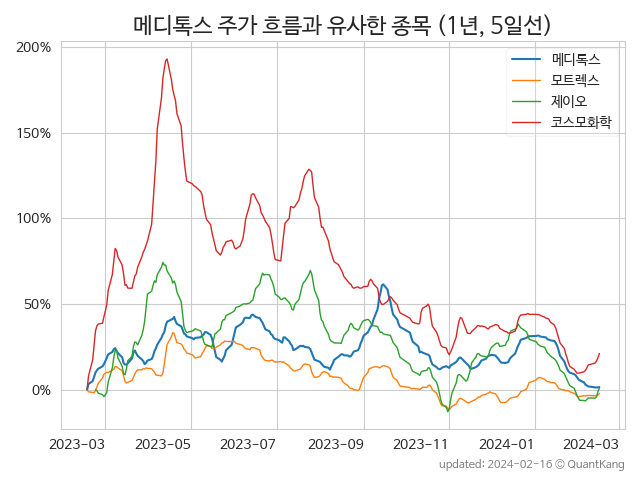 메디톡스 주가 흐름과 유사한 종목 (1년, 5일선)
메디톡스
모트렉스
제이오
코스모화학
200%
150%
100%
50%
0%
2023-03 2023-05 2023-07 2023-09 2023-11 2024-01 2024-03
updated: 2024-02-16 © QuantKang